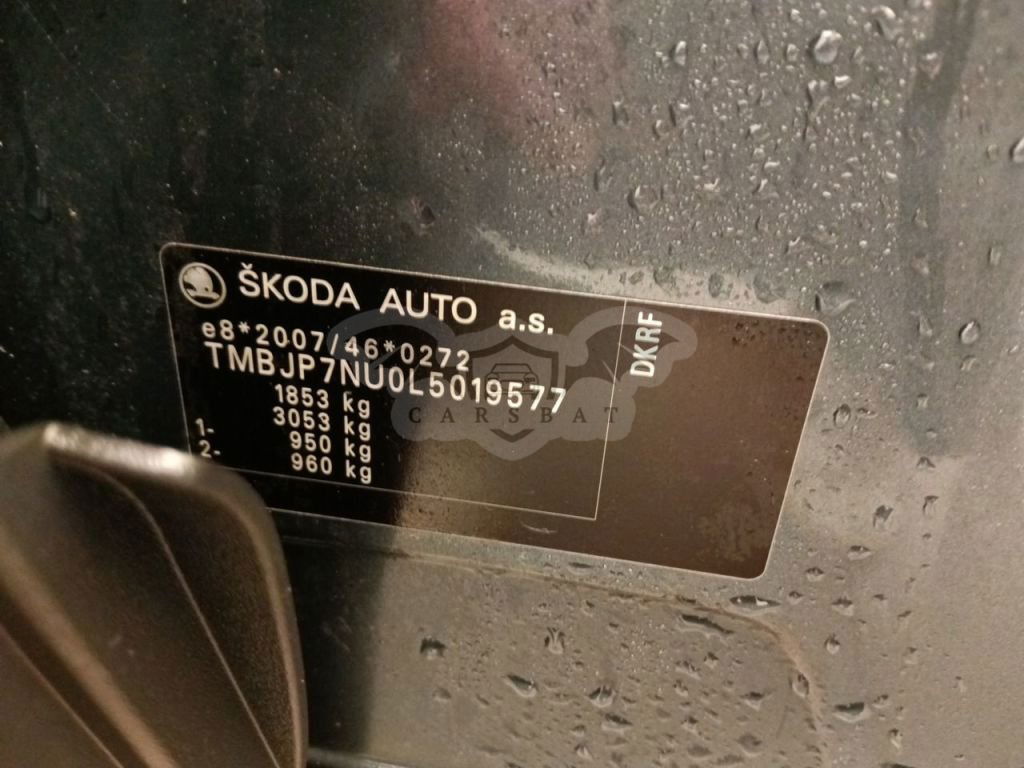 ŠKODA AUTO a.s.
e8*2007/46*0272
TMBJP7NU0L5019577
1853 kg
3053 kg
1- 950 kg
2- 960 kg
DKRF
CARSBAT